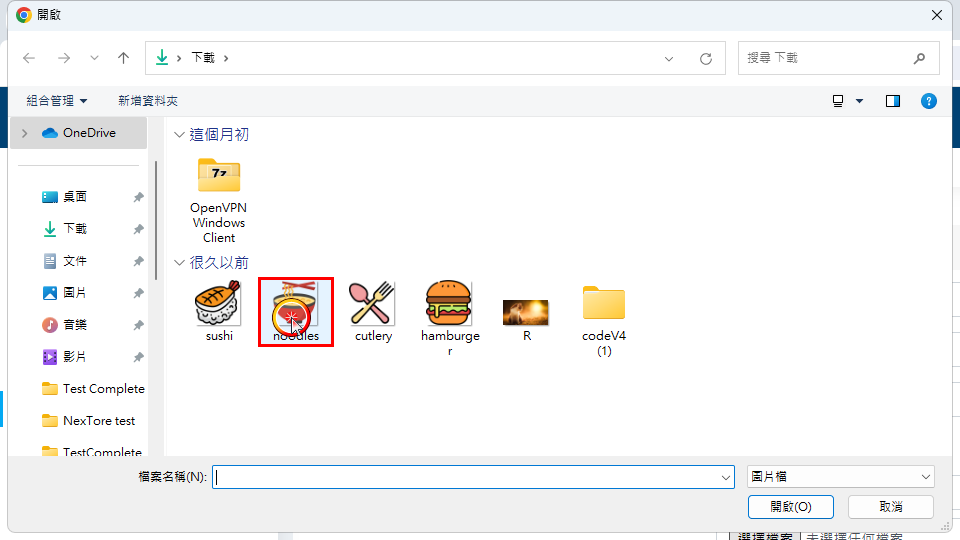 開啟
下載
搜尋 下載
組合管理
新增資料夾
OneDrive
桌面
下載
文件
圖片
音樂
影片
Test Complete
NexTore test
TestComplete
這個月初
7z
OpenVPN
Windows
Client
很久以前
sushi
noodles
cutlery
hamburge
r
R
codeV4
(1)
檔案名稱(N):
圖片檔
開啟(O)
取消
選擇檔案 未選擇任何檔案